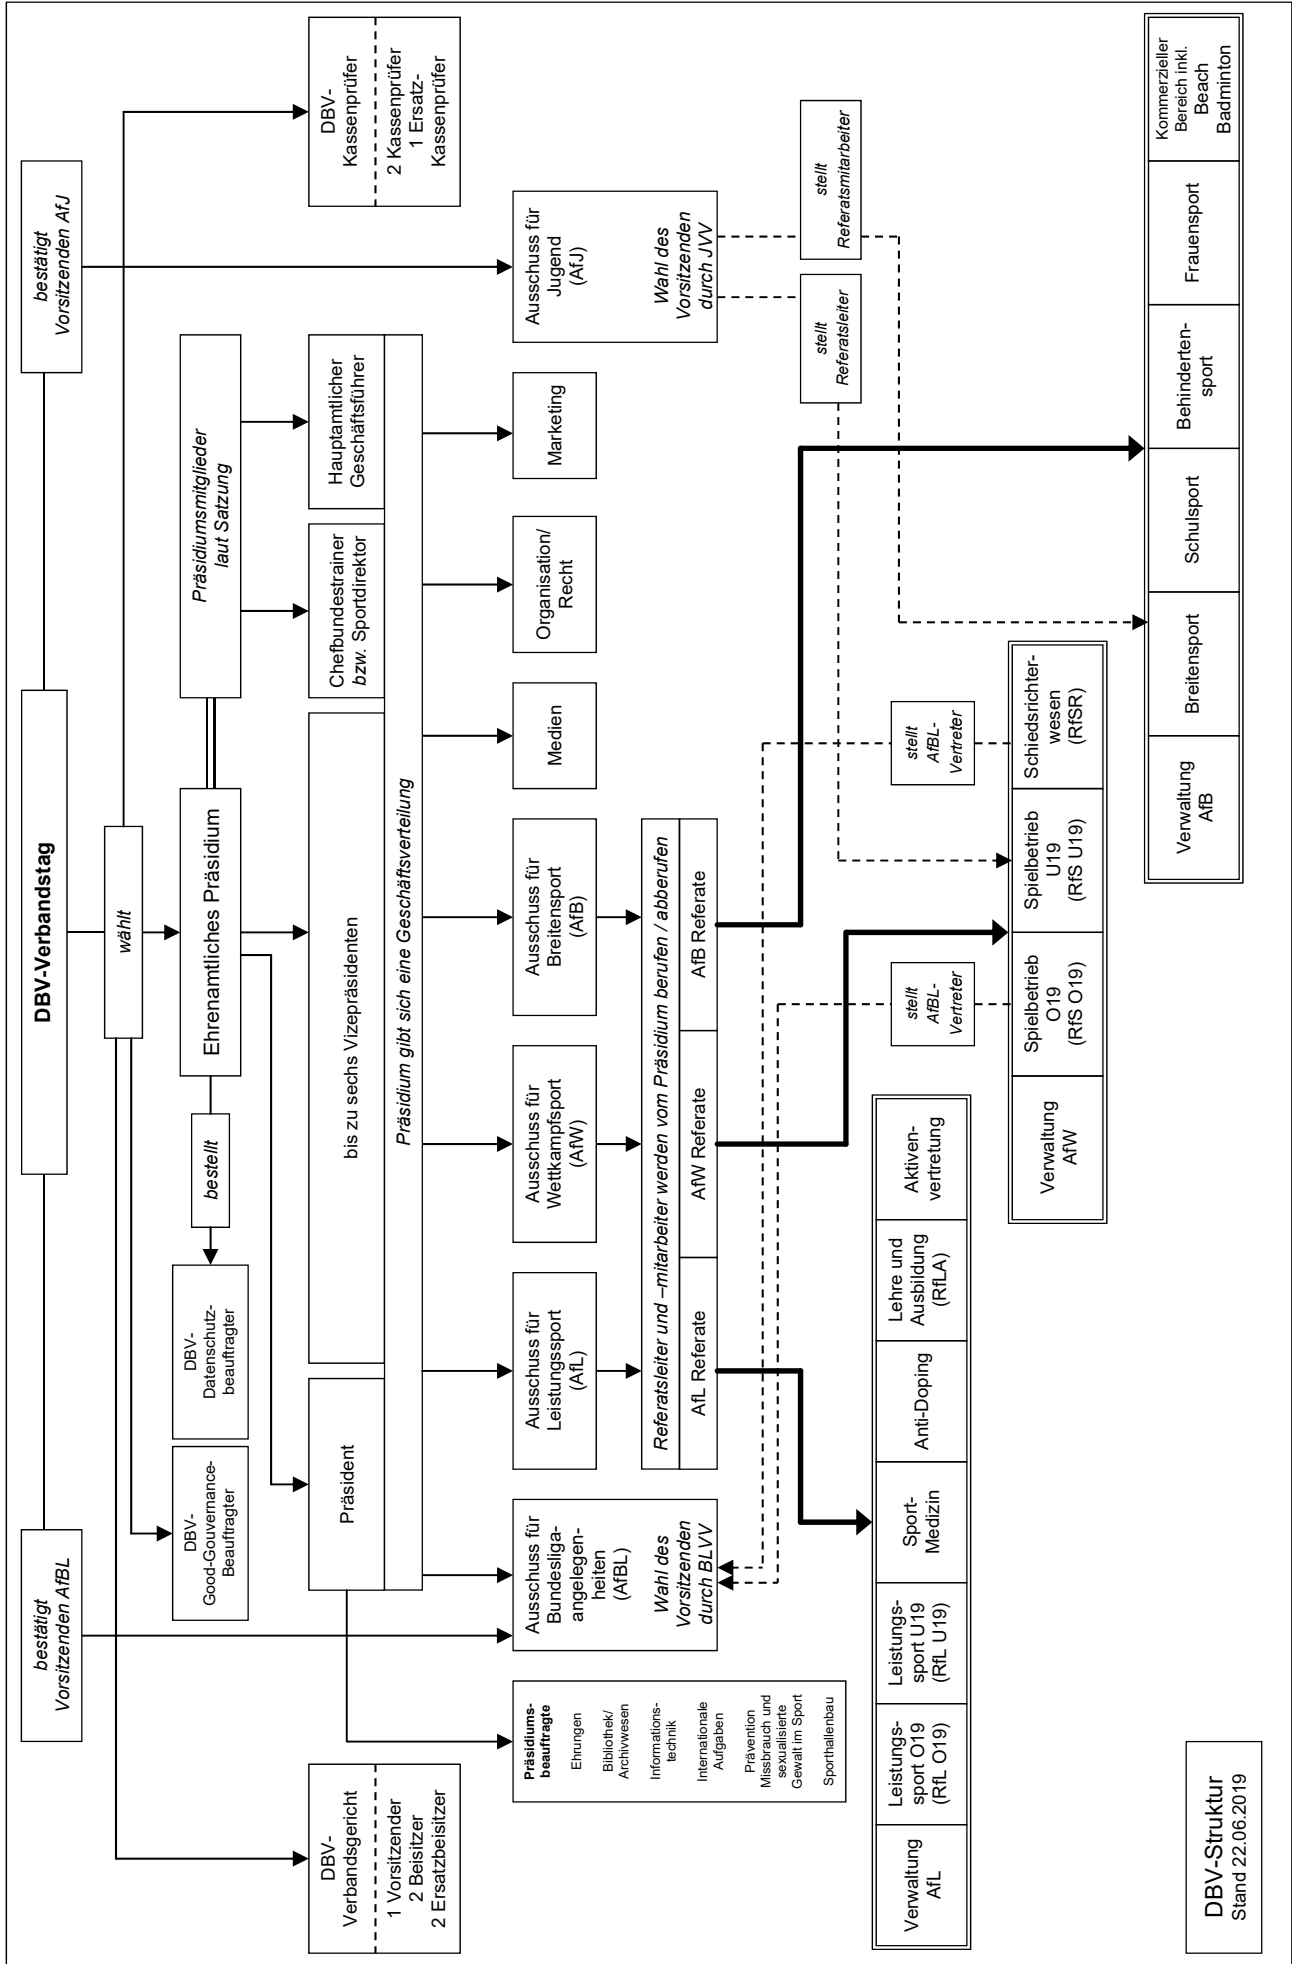 DBV-Verbandstag
bestätigt
Vorsitzenden AfBL
bestätigt
Vorsitzenden AfJ
wählt
DBV-
Good-Gouvernance-
Beauftragter
DBV-
Datenschutz-
beauftragter
bestellt
Ehrenamtliches Präsidium
Präsidiumsmitglieder
laut Satzung
DBV-
Verbandsgericht
1 Vorsitzender
2 Beisitzer
2 Ersatzbeisitzer
Präsident
bis zu sechs Vizepräsidenten
Chefbundestrainer
bzw. Sportdirektor
Hauptamtlicher
Geschäftsführer
DBV-
Kassenprüfer
2 Kassenprüfer
1 Ersatz-
Kassenprüfer
Präsidium gibt sich eine Geschäftsverteilung
Präsidiums-
beauftragte
Ehrungen
Bibliothek/
Archivwesen
Informations-
technik
Internationale
Aufgaben
Prävention
Missbrauch und
sexualisierte
Gewalt im Sport
Sporthallenbau
Ausschuss für
Bundesliga-
angelegen-
heiten
(AfBL)
Wahl des
Vorsitzenden
durch BLVV
Ausschuss für
Leistungssport
(AfL)
Ausschuss für
Wettkampfsport
(AfW)
Ausschuss für
Breitensport
(AfB)
Medien
Organisation/
Recht
Marketing
Ausschuss für
Jugend
(AfJ)
Wahl des
Vorsitzenden
durch JVV
Referatsleiter und –mitarbeiter werden vom Präsidium berufen / abberufen
AfL Referate
AfW Referate
AfB Referate
stellt
Referatsleiter
stellt
Referatsmitarbeiter
stellt
AfBL-
Vertreter
stellt
AfBL-
Vertreter
Verwaltung
AfL
Leistungs-
sport O19
(RfL O19)
Leistungs-
sport U19
(RfL U19)
Sport-
Medizin
Anti-Doping
Lehre und
Ausbildung
(RfLA)
Aktiven-
vertretung
Verwaltung
AfW
Spielbetrieb
O19
(RfS O19)
Spielbetrieb
U19
(RfS U19)
Schiedsrichter-
wesen
(RfSR)
Verwaltung
AfB
Breitensport
Schulsport
Behinderten-
sport
Frauensport
Kommerzieller
Bereich inkl.
Beach
Badminton
DBV-Struktur
Stand 22.06.2019